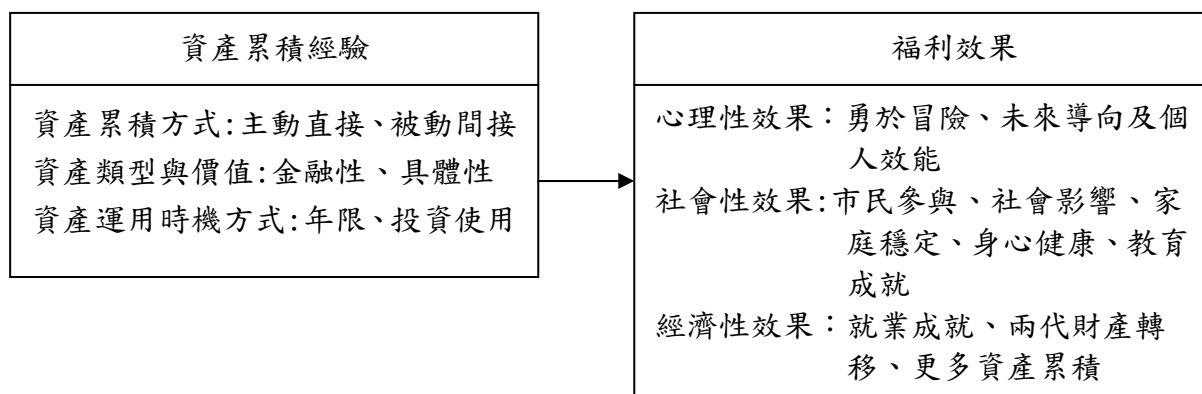 資產累積經驗
資產累積方式:主動直接、被動間接
資產類型與價值:金融性、具體性
資產運用時機方式:年限、投資使用
福利效果
心理性效果：勇於冒險、未來導向及個
人效能
社會性效果:市民參與、社會影響、家
庭穩定、身心健康、教育
成就
經濟性效果：就業成就、兩代財產轉
移、更多資產累積